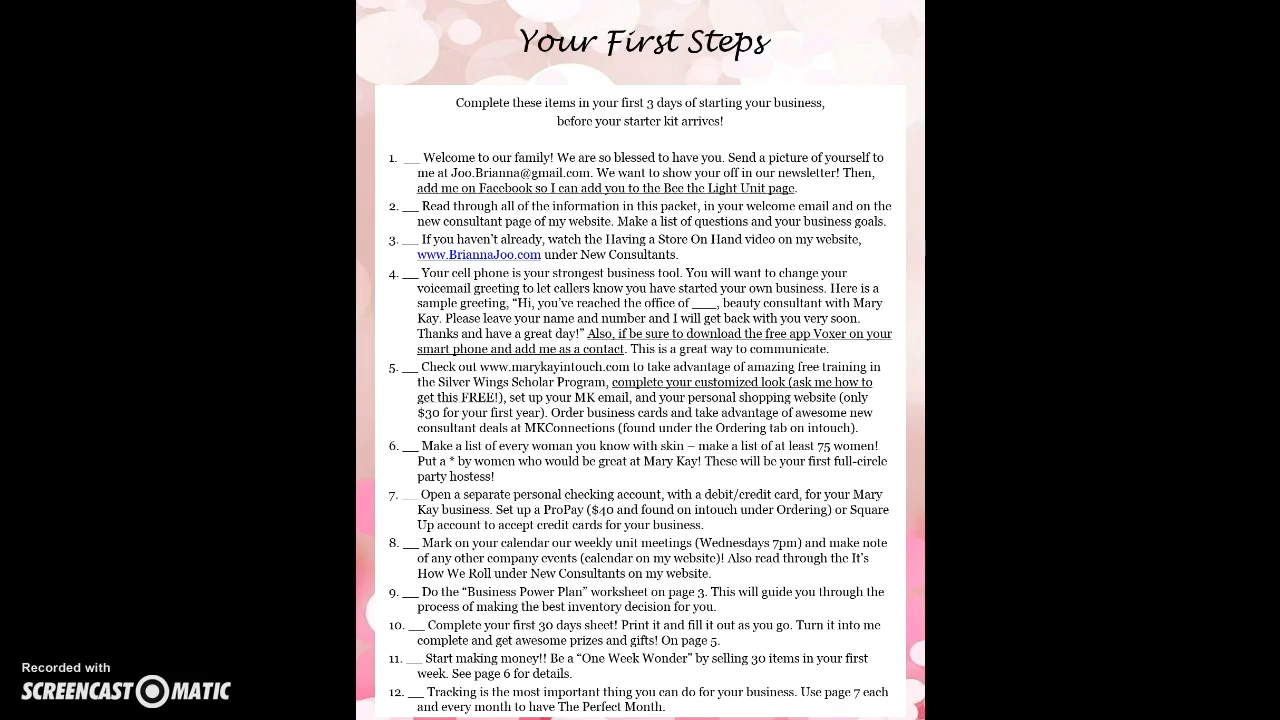 Your First Steps
Complete these items in your first 3 days of starting your business,
before your starter kit arrives!
1. __ Welcome to our family! We are so blessed to have you. Send a picture of yourself to
me at Joo.Brianna@gmail.com. We want to show your off in our newsletter! Then,
add me on Facebook so I can add you to the Bee the Light Unit page.
2. __ Read through all of the information in this packet, in your welcome email and on the
new consultant page of my website. Make a list of questions and your business goals.
3. __ If you haven't already, watch the Having a Store On Hand video on my website,
www.BriannaJoo.com under New Consultants.
4. __ Your cell phone is your strongest business tool. You will want to change your
voicemail greeting to let callers know you have started your own business. Here is a
sample greeting, “Hi, you've reached the office of ___, beauty consultant with Mary
Kay. Please leave your name and number and I will get back with you very soon.
Thanks and have a great day!” Also, if be sure to download the free app Voxer on your
smart phone and add me as a contact. This is a great way to communicate.
5. __ Check out www.marykayintouch.com to take advantage of amazing free training in
the Silver Wings Scholar Program, complete your customized look (ask me how to
get this FREE!), set up your MK email, and your personal shopping website (only
$30 for your first year). Order business cards and take advantage of awesome new
consultant deals at MKConnections (found under the Ordering tab on intouch).
6. __ Make a list of every woman you know with skin – make a list of at least 75 women!
Put a * by women who would be great at Mary Kay! These will be your first full-circle
party hostess!
7. __ Open a separate personal checking account, with a debit/credit card, for your Mary
Kay business. Set up a ProPay ($40 and found on intouch under Ordering) or Square
Up account to accept credit cards for your business.
8. __ Mark on your calendar our weekly unit meetings (Wednesdays 7pm) and make note
of any other company events (calendar on my website)! Also read through the It's
How We Roll under New Consultants on my website.
9. __ Do the “Business Power Plan” worksheet on page 3. This will guide you through the
process of making the best inventory decision for you.
10. __ Complete your first 30 days sheet! Print it and fill it out as you go. Turn it into me
complete and get awesome prizes and gifts! On page 5.
11. __ Start making money!! Be a “One Week Wonder” by selling 30 items in your first
week. See page 6 for details.
12. __ Tracking is the most important thing you can do for your business. Use page 7 each
and every month to have The Perfect Month.
Recorded with
SCREENCAST MATIC